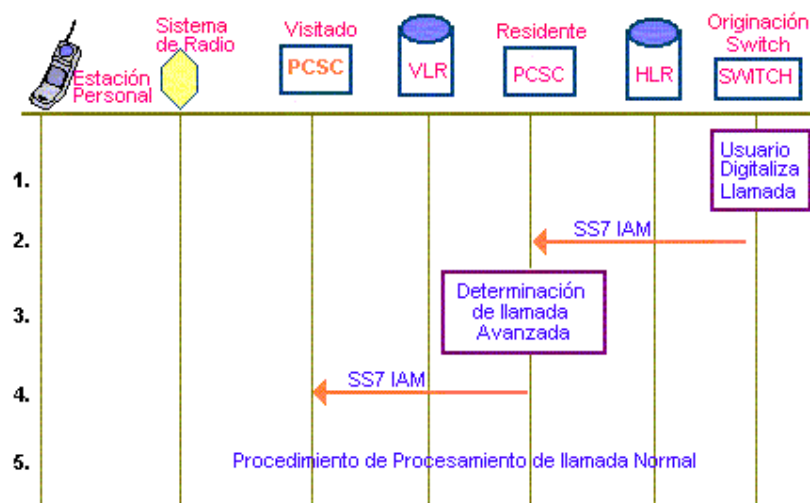 Estación
Personal
Sistema
de Radio
Visitado
PCSC
VLR
Residente
PCSC
HLR
Originación
Switch
SWITCH
1.
Usuario
Digitaliza
Llamada
2.
SS7 IAM
3.
Determinación
de llamada
Avanzada
4.
SS7 IAM
5.
Procedimiento de Procesamiento de llamada Normal